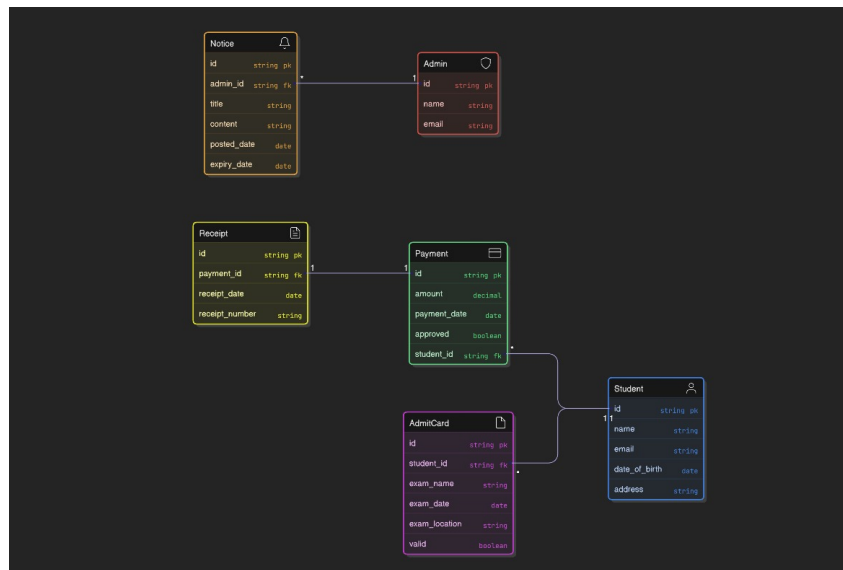 Notice
id string pk
admin_id string fk
title string
content string
posted_date date
expiry_date date
* 1
Admin
id string pk
name string
email string
Receipt
id string pk
payment_id string fk
receipt_date date
receipt_number string
1 1
Payment
id string pk
amount decimal
payment_date date
approved boolean
student_id string fk
*
AdmitCard
id string pk
student_id string fk
exam_name string
exam_date date
exam_location string
valid boolean
*
Student
id string pk
1 1
name string
email string
date_of_birth date
address string